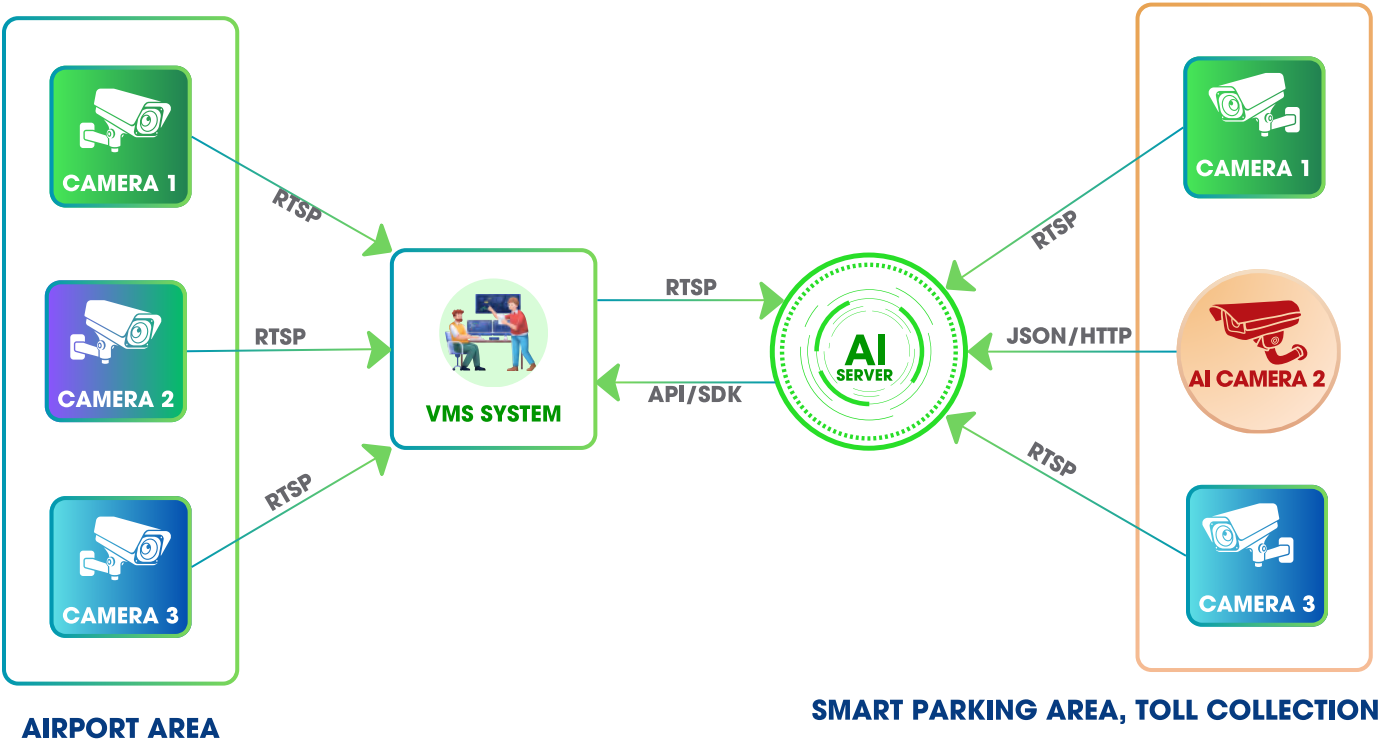 CAMERA 1
RTSP
CAMERA 2
RTSP
CAMERA 3
RTSP
AIRPORT AREA
VMS SYSTEM
RTSP
API/SDK
AI
SERVER
CAMERA 1
RTSP
JSON/HTTP
AI CAMERA 2
RTSP
CAMERA 3
SMART PARKING AREA, TOLL COLLECTION